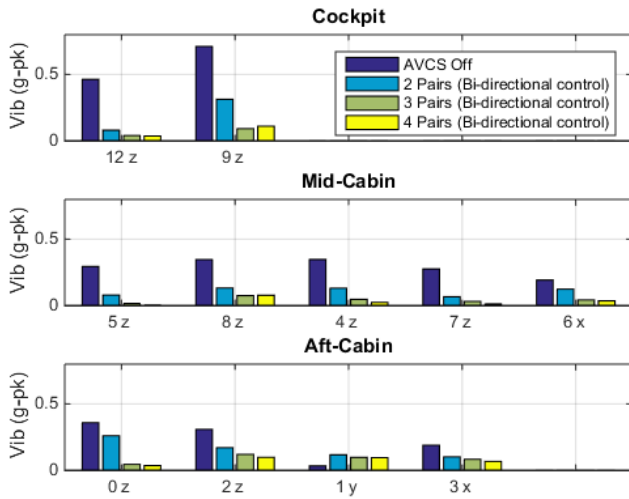 Cockpit
Vib (g-pk)
0.5
0
AVCS Off
2 Pairs (Bi-directional control)
3 Pairs (Bi-directional control)
4 Pairs (Bi-directional control)
12 z 9 z
Mid-Cabin
Vib (g-pk)
0.5
0
5 z 8 z 4 z 7 z 6 x
Aft-Cabin
Vib (g-pk)
0.5
0
0 z 2 z 1 y 3 x